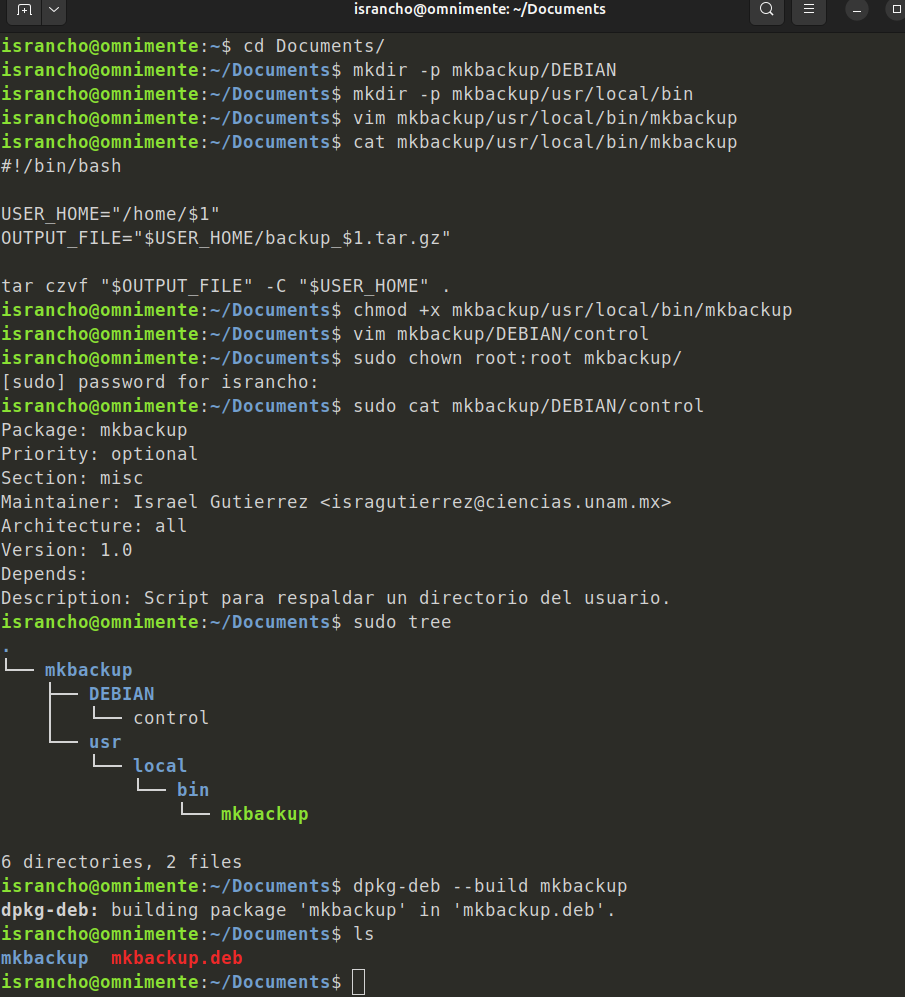 israncho@omnimente: ~/Documents
israncho@omnimente:~$ cd Documents/
israncho@omnimente:~/Documents$ mkdir -p mkbackup/DEBIAN
israncho@omnimente:~/Documents$ mkdir -p mkbackup/usr/local/bin
israncho@omnimente:~/Documents$ vim mkbackup/usr/local/bin/mkbackup
israncho@omnimente:~/Documents$ cat mkbackup/usr/local/bin/mkbackup
#!/bin/bash

USER_HOME="/home/$1"
OUTPUT_FILE="$USER_HOME/backup_$1.tar.gz"

tar czvf "$OUTPUT_FILE" -C "$USER_HOME" .
israncho@omnimente:~/Documents$ chmod +x mkbackup/usr/local/bin/mkbackup
israncho@omnimente:~/Documents$ vim mkbackup/DEBIAN/control
israncho@omnimente:~/Documents$ sudo chown root:root mkbackup/
[sudo] password for israncho:
israncho@omnimente:~/Documents$ sudo cat mkbackup/DEBIAN/control
Package: mkbackup
Priority: optional
Section: misc
Maintainer: Israel Gutierrez <isragutierrez@ciencias.unam.mx>
Architecture: all
Version: 1.0
Depends:
Description: Script para respaldar un directorio del usuario.
israncho@omnimente:~/Documents$ sudo tree
.
└── mkbackup
    ├── DEBIAN
    │   └── control
    └── usr
        └── local
            └── bin
                └── mkbackup

6 directories, 2 files
israncho@omnimente:~/Documents$ dpkg-deb --build mkbackup
dpkg-deb: building package 'mkbackup' in 'mkbackup.deb'.
israncho@omnimente:~/Documents$ ls
mkbackup  mkbackup.deb
israncho@omnimente:~/Documents$